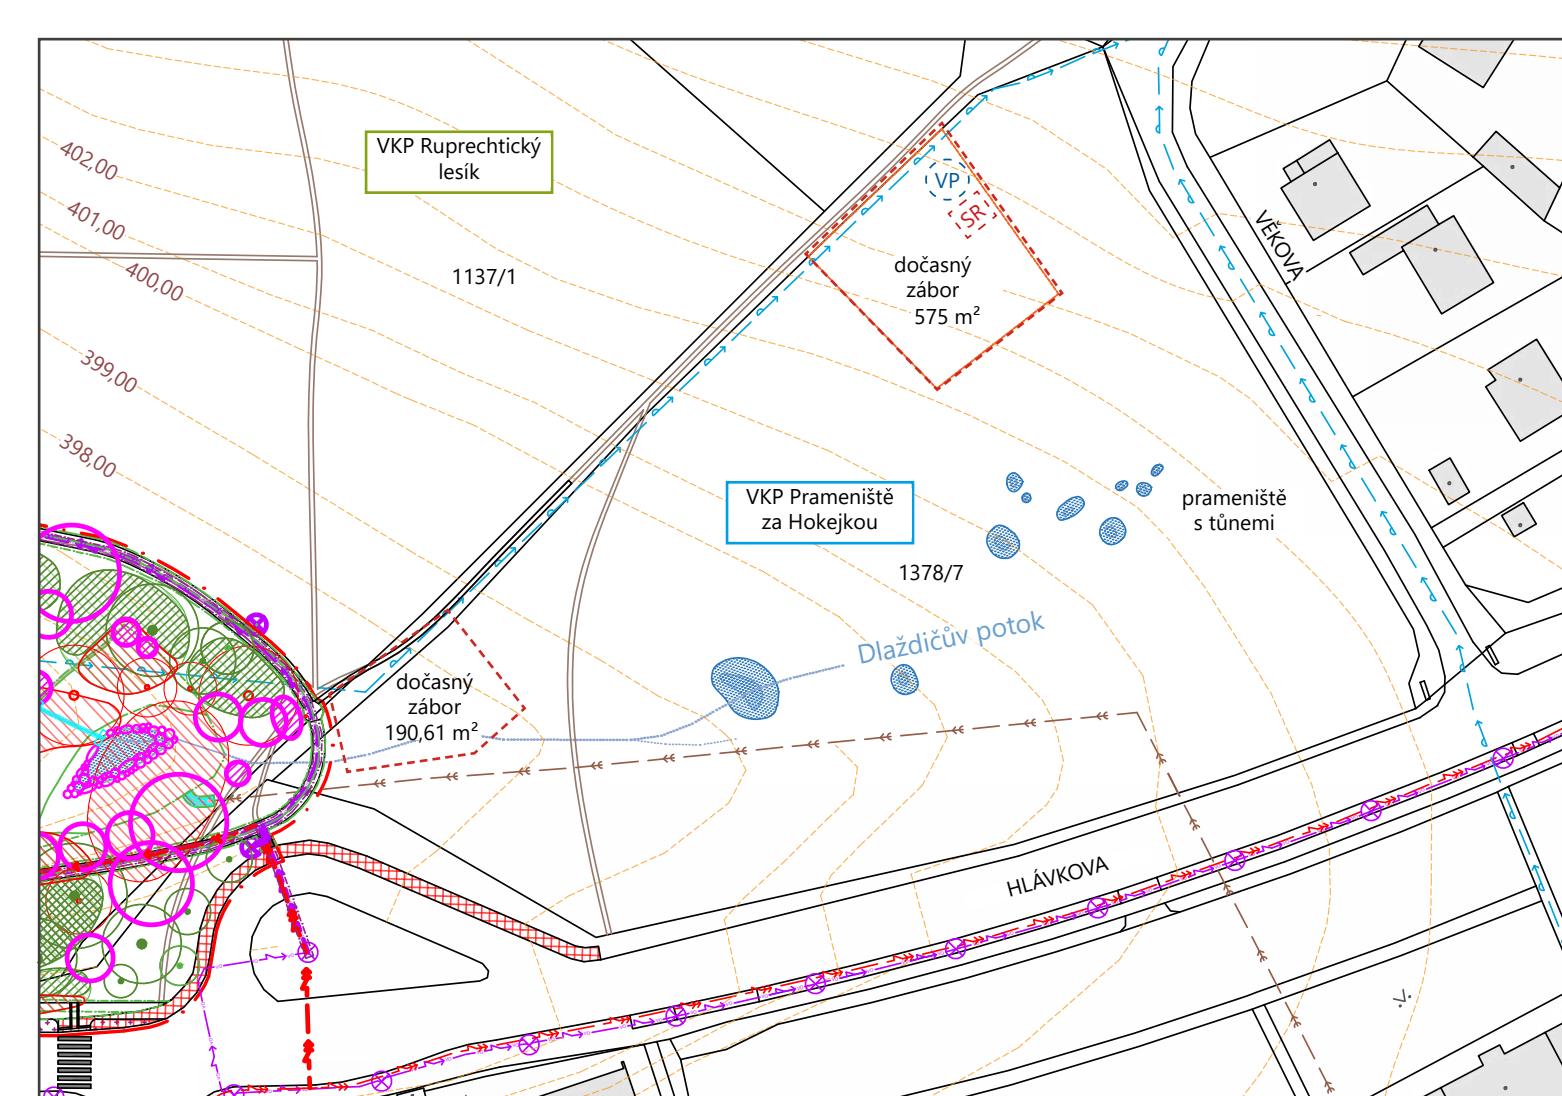 VKP Ruprechtický
lesík
402,00
401,00
400,00
399,00
398,00
1137/1
VP
SR
dočasný
zábor
575 m²
VĚKOVA
VKP Prameniště
za Hokejkou
1378/7
prameniště
s tůnemi
Dlaždičův potok
dočasný
zábor
190,61 m²
HLÁVKOVA